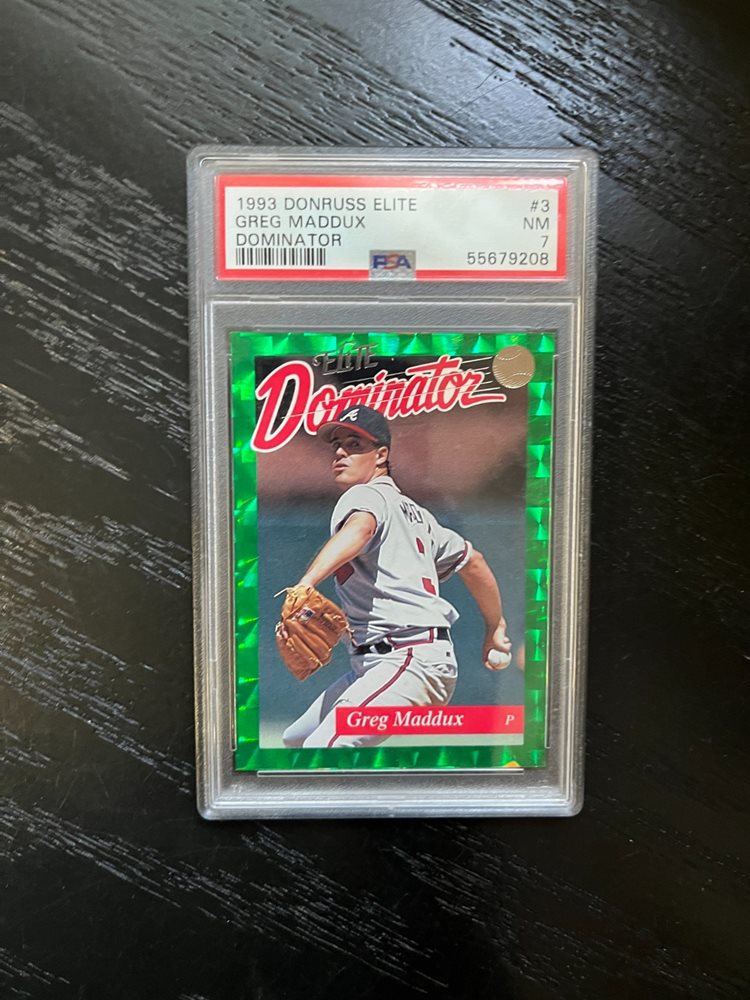 1993 DONRUSS ELITE #3
GREG MADDUX NM
DOMINATOR 7
PSA 55679208
ELITE
Dominator
A
Greg Maddux P